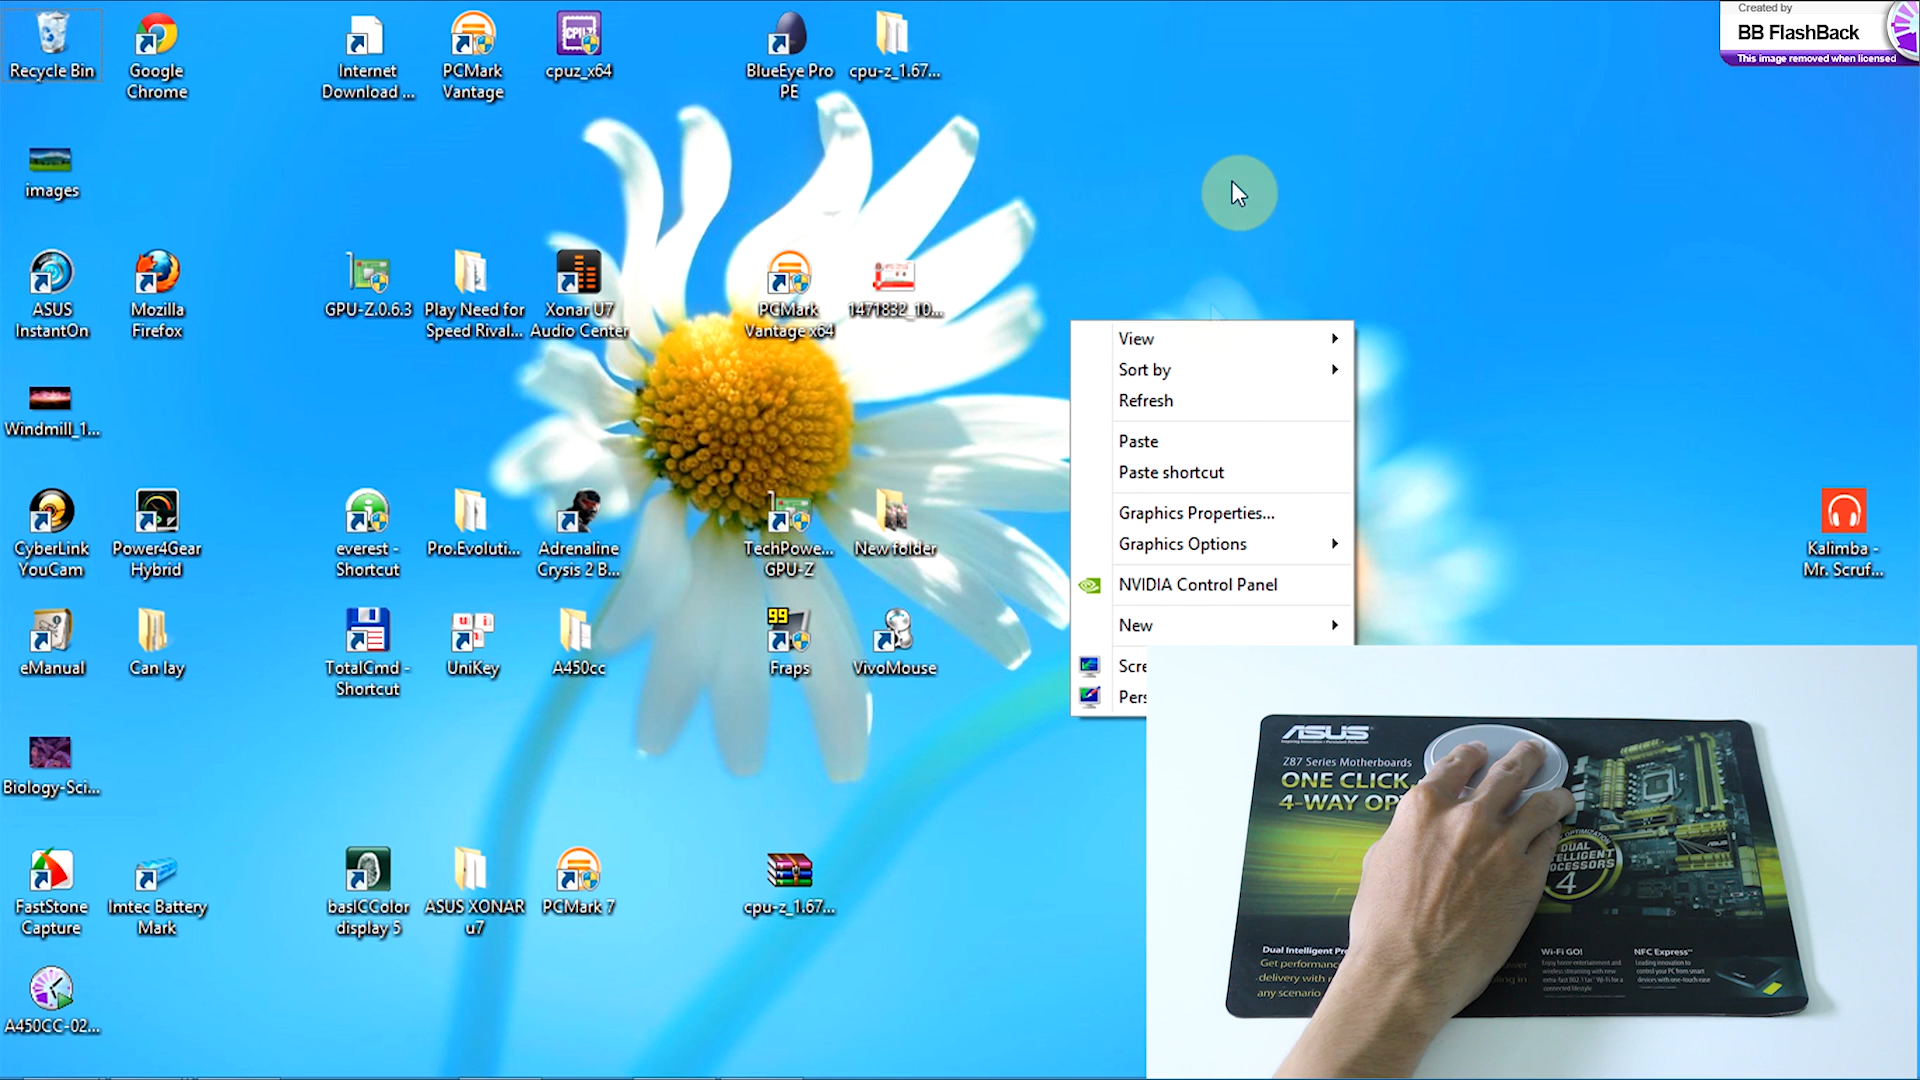 Created by
BB FlashBack
This image removed when licensed
Recycle Bin
Google
Chrome
Internet
Download ...
PCMark
Vantage
cpuz_x64
BlueEye Pro
PE
cpu-z_1.67...
images
ASUS
InstantOn
Mozilla
Firefox
GPU-Z.0.6.3
Play Need for
Speed Rival...
Xonar U7
Audio Center
PCMark
Vantage x64
1471832_10...
Windmill_1...
CyberLink
YouCam
Power4Gear
Hybrid
everest -
Shortcut
Pro.Evoluti...
Adrenaline
Crysis 2 B...
TechPowe...
GPU-Z
New folder
Kalimba -
Mr. Scruf...
eManual
Can lay
TotalCmd -
Shortcut
UniKey
A450cc
99
Fraps
VivoMouse
Biology-Sci...
FastStone
Capture
Imtec Battery
Mark
basICColor
display 5
ASUS XONAR
u7
PCMark 7
cpu-z_1.67...
A450CC-02...
View
Sort by
Refresh
Paste
Paste shortcut
Graphics Properties...
Graphics Options
NVIDIA Control Panel
New
Scre
Pers
ASUS
Z87 Series Motherboards
ONE CLICK,
4-WAY OP
DUAL
4
Dual Intelligent Pr
Get performanc
delivery with
any scenario
Wi-Fi GO!
NFC Express